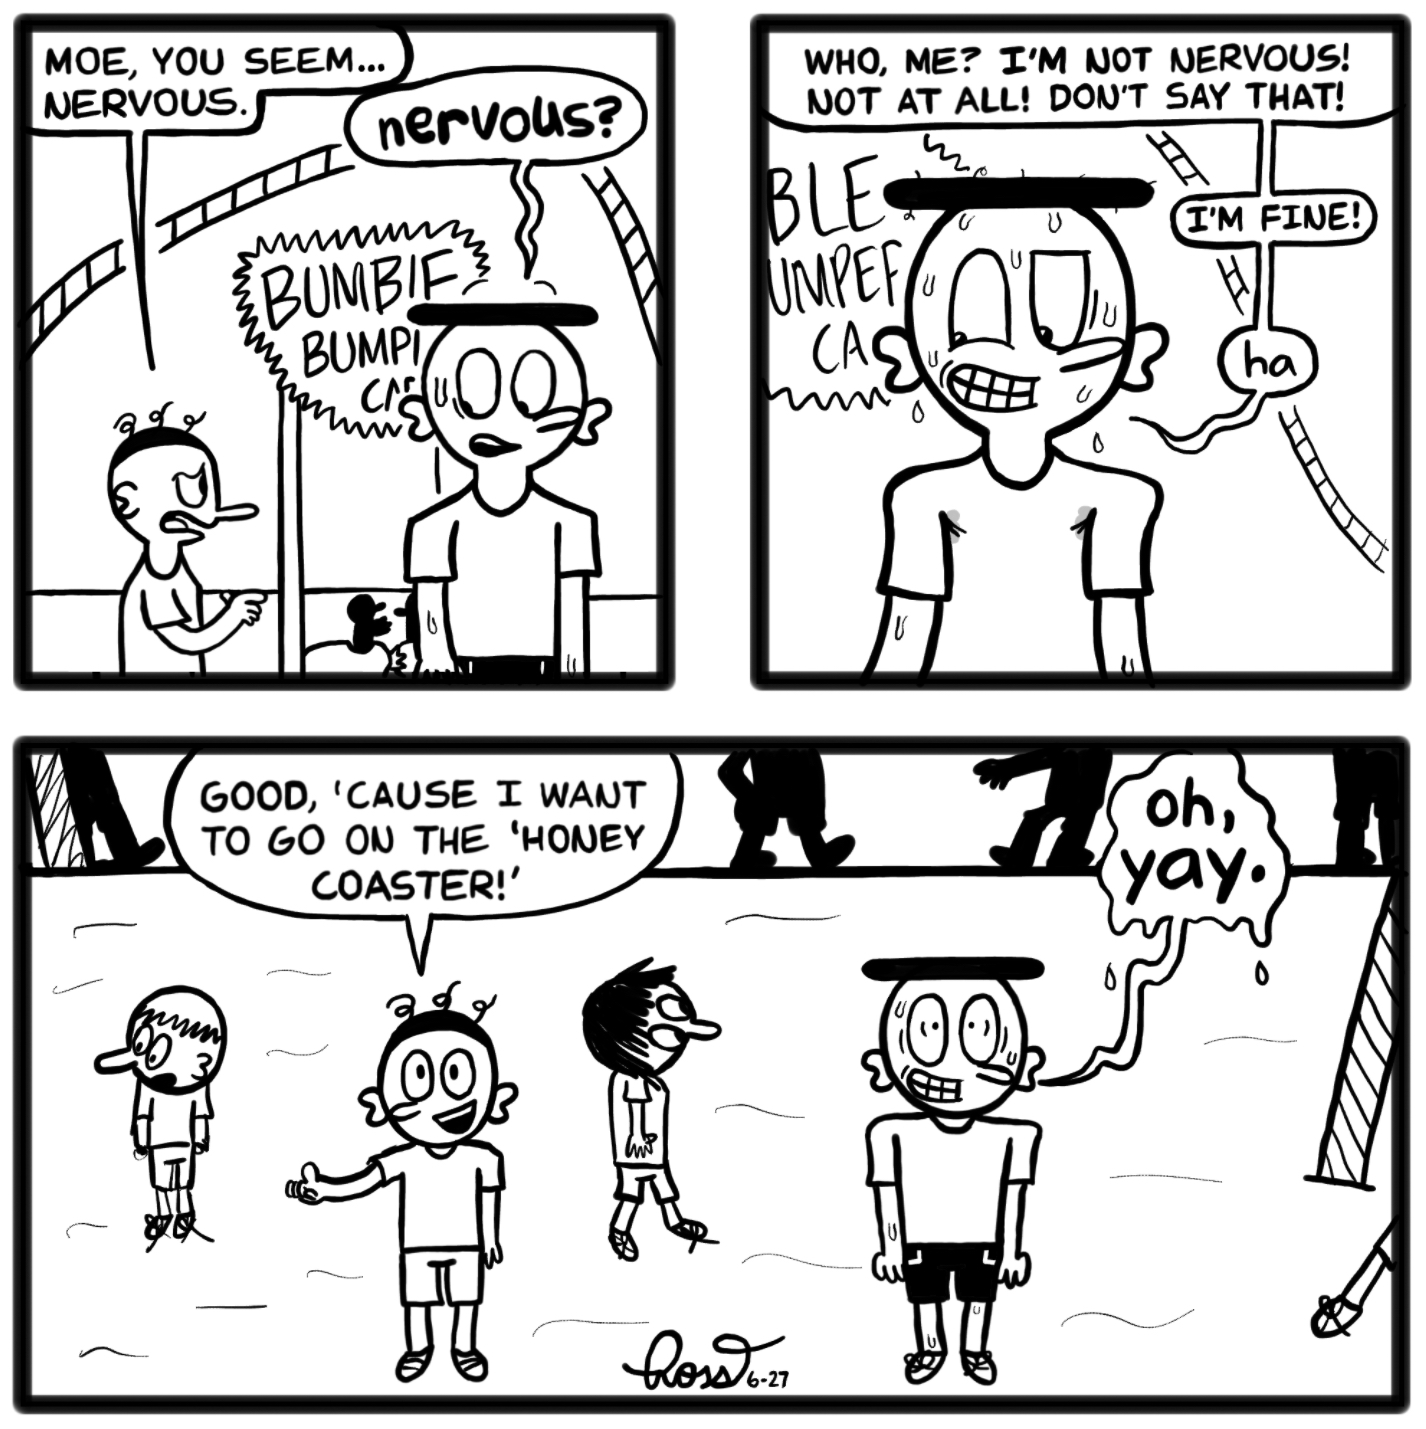 MOE, YOU SEEM...
NERVOUS.
nervous?
BUMBIF
BUMPI
WHO, ME? I'M NOT NERVOUS!
NOT AT ALL! DON'T SAY THAT!
I'M FINE!
ha
BLE
UMPEF
CA
GOOD, 'CAUSE I WANT
TO GO ON THE 'HONEY
COASTER!'
oh,
yay.
Ross 6-27